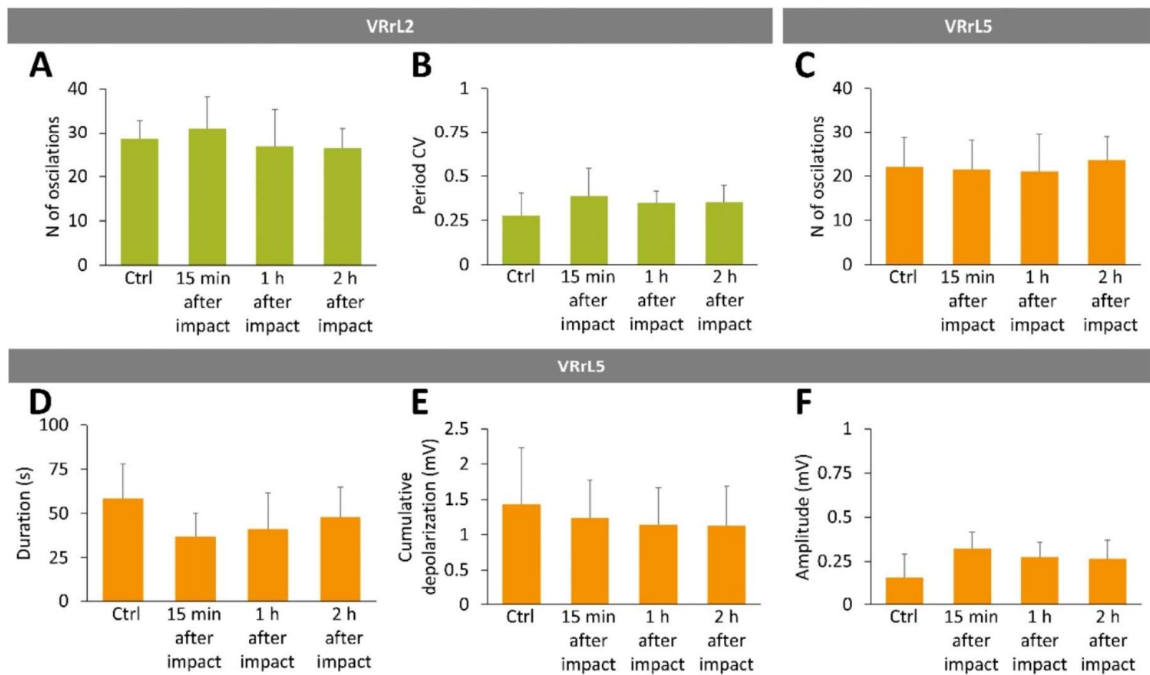 VRrL2
VRrL5
A
N of oscilations
40
30
20
10
0
Ctrl
15 min after impact
1 h after impact
2 h after impact
B
Period CV
1
0.75
0.5
0.25
0
Ctrl
15 min after impact
1 h after impact
2 h after impact
C
N of oscilations
40
30
20
10
0
Ctrl
15 min after impact
1 h after impact
2 h after impact
VRrL5
D
Duration (s)
100
75
50
25
0
Ctrl
15 min after impact
1 h after impact
2 h after impact
E
Cumulative
depolarization (mV)
2.5
2
1.5
1
0.5
0
Ctrl
15 min after impact
1 h after impact
2 h after impact
F
Amplitude (mV)
1
0.75
0.5
0.25
0
Ctrl
15 min after impact
1 h after impact
2 h after impact